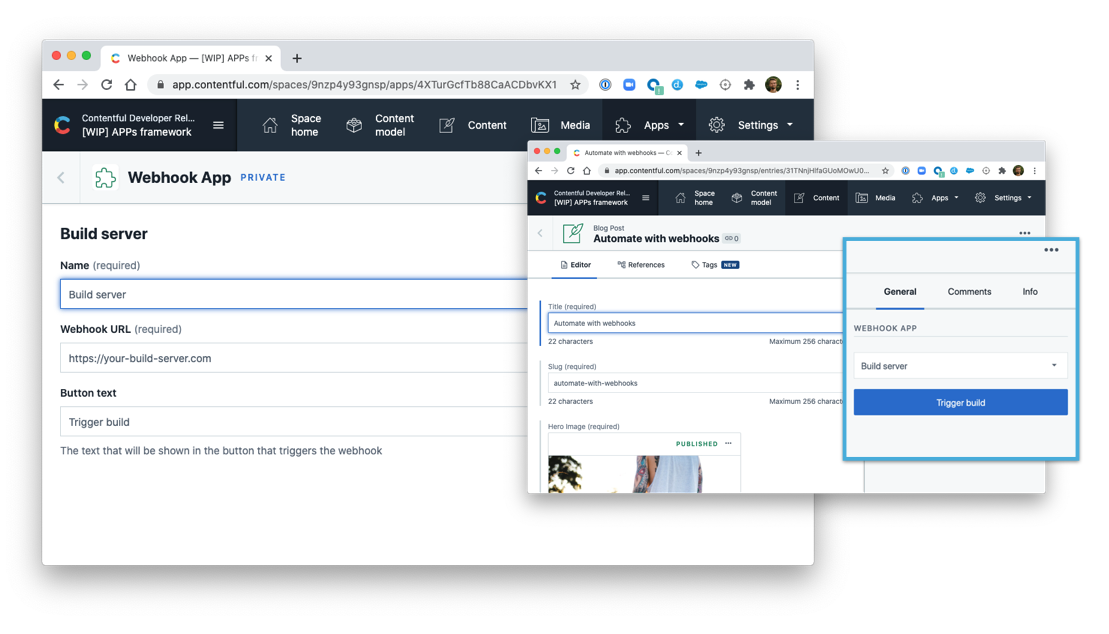 Webhook App — [WIP] APPs fr
app.contentful.com/spaces/9nzp4y93gnsp/apps/4XTurGcfTb88CaACDbvKX1
Contentful Developer Rel...
[WIP] APPs framework
Space home
Content model
Content
Media
Apps
Settings
Webhook App PRIVATE
Build server
Name (required)
Build server
Webhook URL (required)
https://your-build-server.com
Button text
Trigger build
The text that will be shown in the button that triggers the webhook
Automate with webhooks — C
app.contentful.com/spaces/9nzp4y93gnsp/entries/
Contentful Developer Rel...
[WIP] APPs framework
Space home
Content model
Content
Media
Apps
Settings
Blog Post
Automate with webhooks 0
Editor
References
Tags NEW
Title (required)
Automate with webhooks
22 characters
Maximum 256 characte
Slug (required)
automate-with-webhooks
22 characters
Maximum 256 characte
Hero Image (required)
PUBLISHED
General
Comments
Info
WEBHOOK APP
Build server
Trigger build